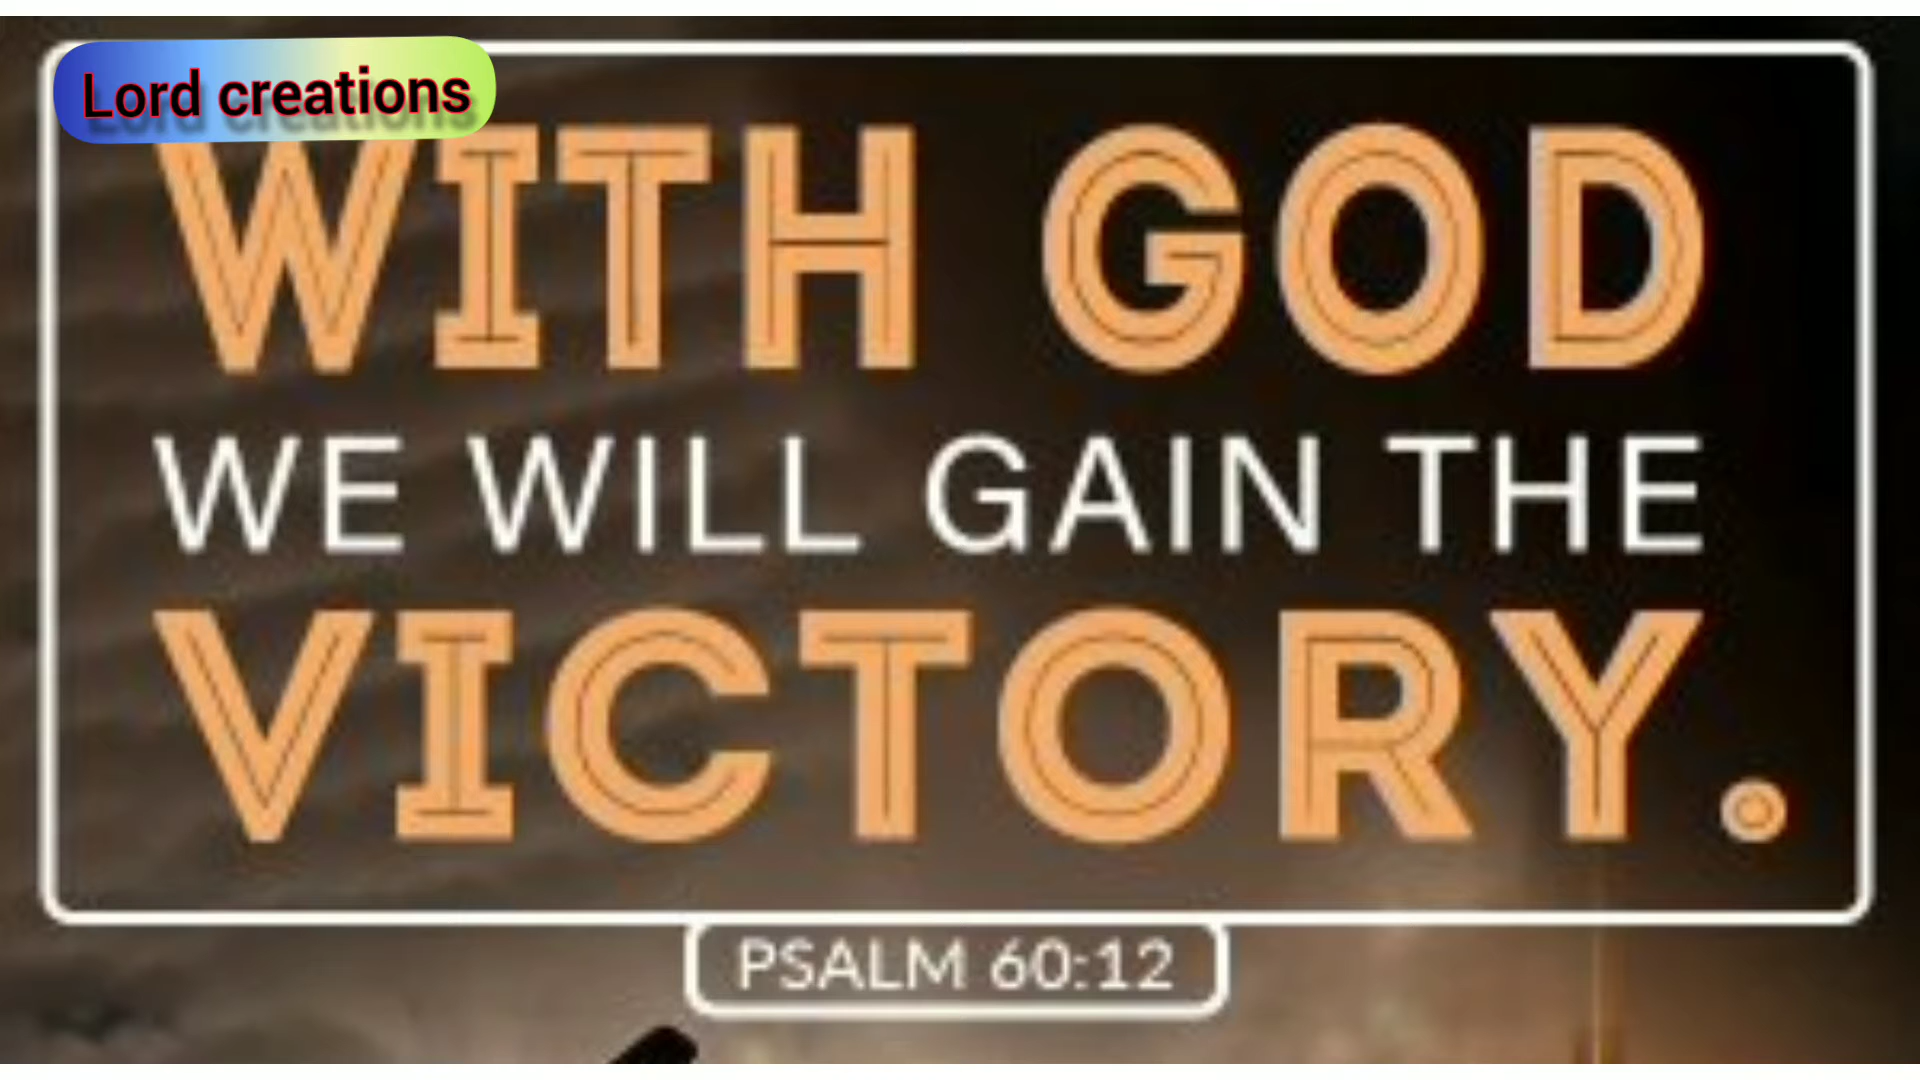 Lord creations
WITH GOD
WE WILL GAIN THE
VICTORY.
PSALM 60:12